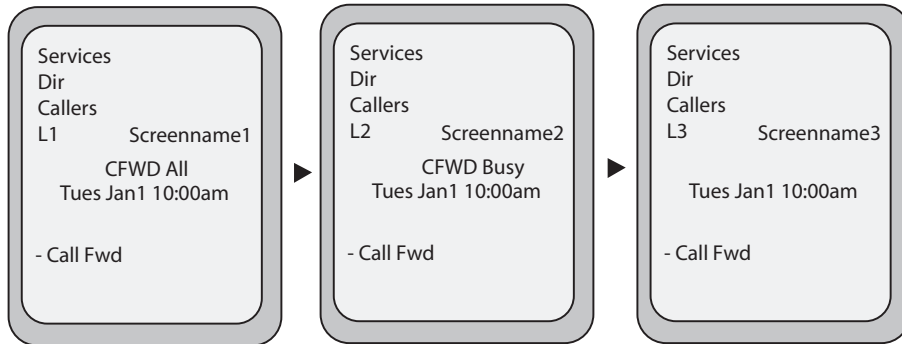 Services
Dir
Callers
L1 Screenname1
CFWD All
Tues Jan1 10:00am
- Call Fwd
Services
Dir
Callers
L2 Screenname2
CFWD Busy
Tues Jan1 10:00am
- Call Fwd
Services
Dir
Callers
L3 Screenname3
Tues Jan1 10:00am
- Call Fwd